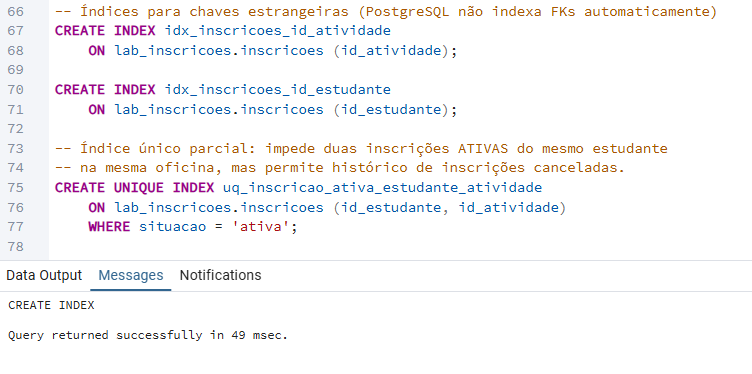 66 -- Índices para chaves estrangeiras (PostgreSQL não indexa FKs automaticamente)
67 CREATE INDEX idx_inscricoes_id_atividade
68     ON lab_inscricoes.inscricoes (id_atividade);
69
70 CREATE INDEX idx_inscricoes_id_estudante
71     ON lab_inscricoes.inscricoes (id_estudante);
72
73 -- Índice único parcial: impede duas inscrições ATIVAS do mesmo estudante
74 -- na mesma oficina, mas permite histórico de inscrições canceladas.
75 CREATE UNIQUE INDEX uq_inscricao_ativa_estudante_atividade
76     ON lab_inscricoes.inscricoes (id_estudante, id_atividade)
77     WHERE situacao = 'ativa';
78
Data Output Messages Notifications
CREATE INDEX
Query returned successfully in 49 msec.